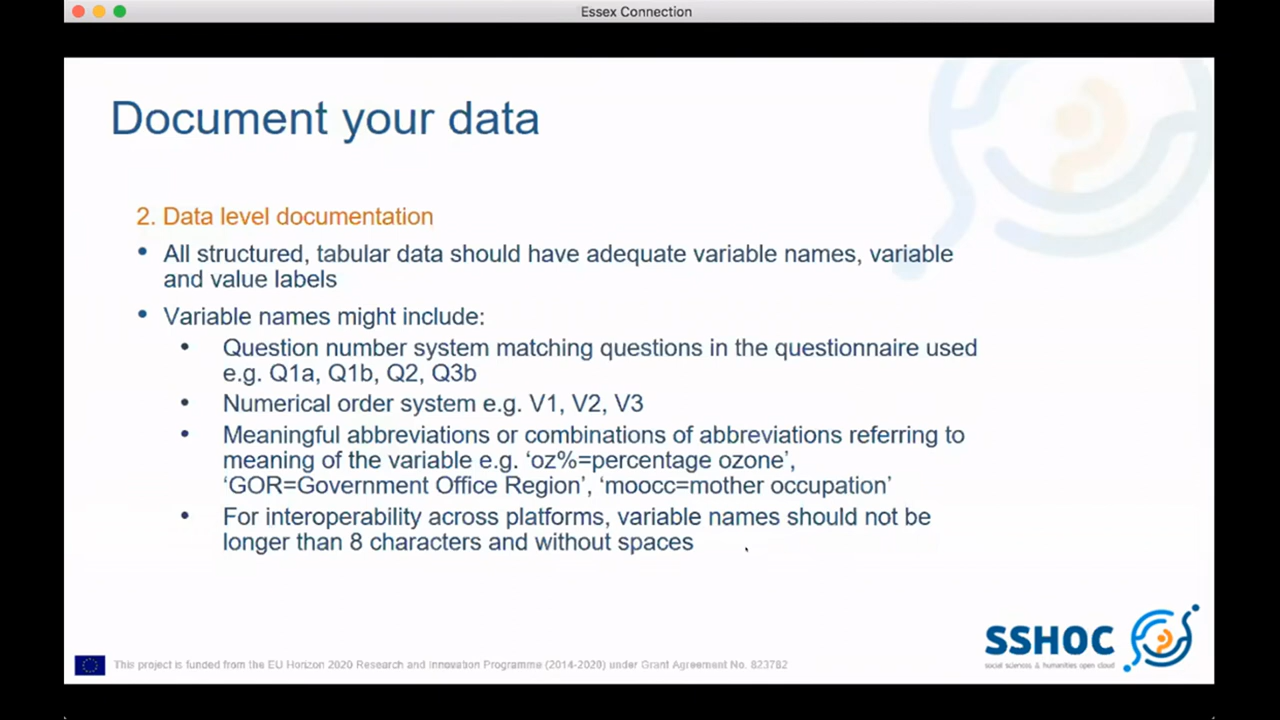 Essex Connection
Document your data
2. Data level documentation
• All structured, tabular data should have adequate variable names, variable
and value labels
• Variable names might include:
• Question number system matching questions in the questionnaire used
e.g. Q1a, Q1b, Q2, Q3b
• Numerical order system e.g. V1, V2, V3
• Meaningful abbreviations or combinations of abbreviations referring to
meaning of the variable e.g. ‘oz%=percentage ozone’,
‘GOR=Government Office Region’, ‘moocc=mother occupation’
• For interoperability across platforms, variable names should not be
longer than 8 characters and without spaces
SSHOC
social sciences & humanities open cloud
This project is funded from the EU Horizon 2020 Research and Innovation Programme (2014-2020) under Grant Agreement No. 823782